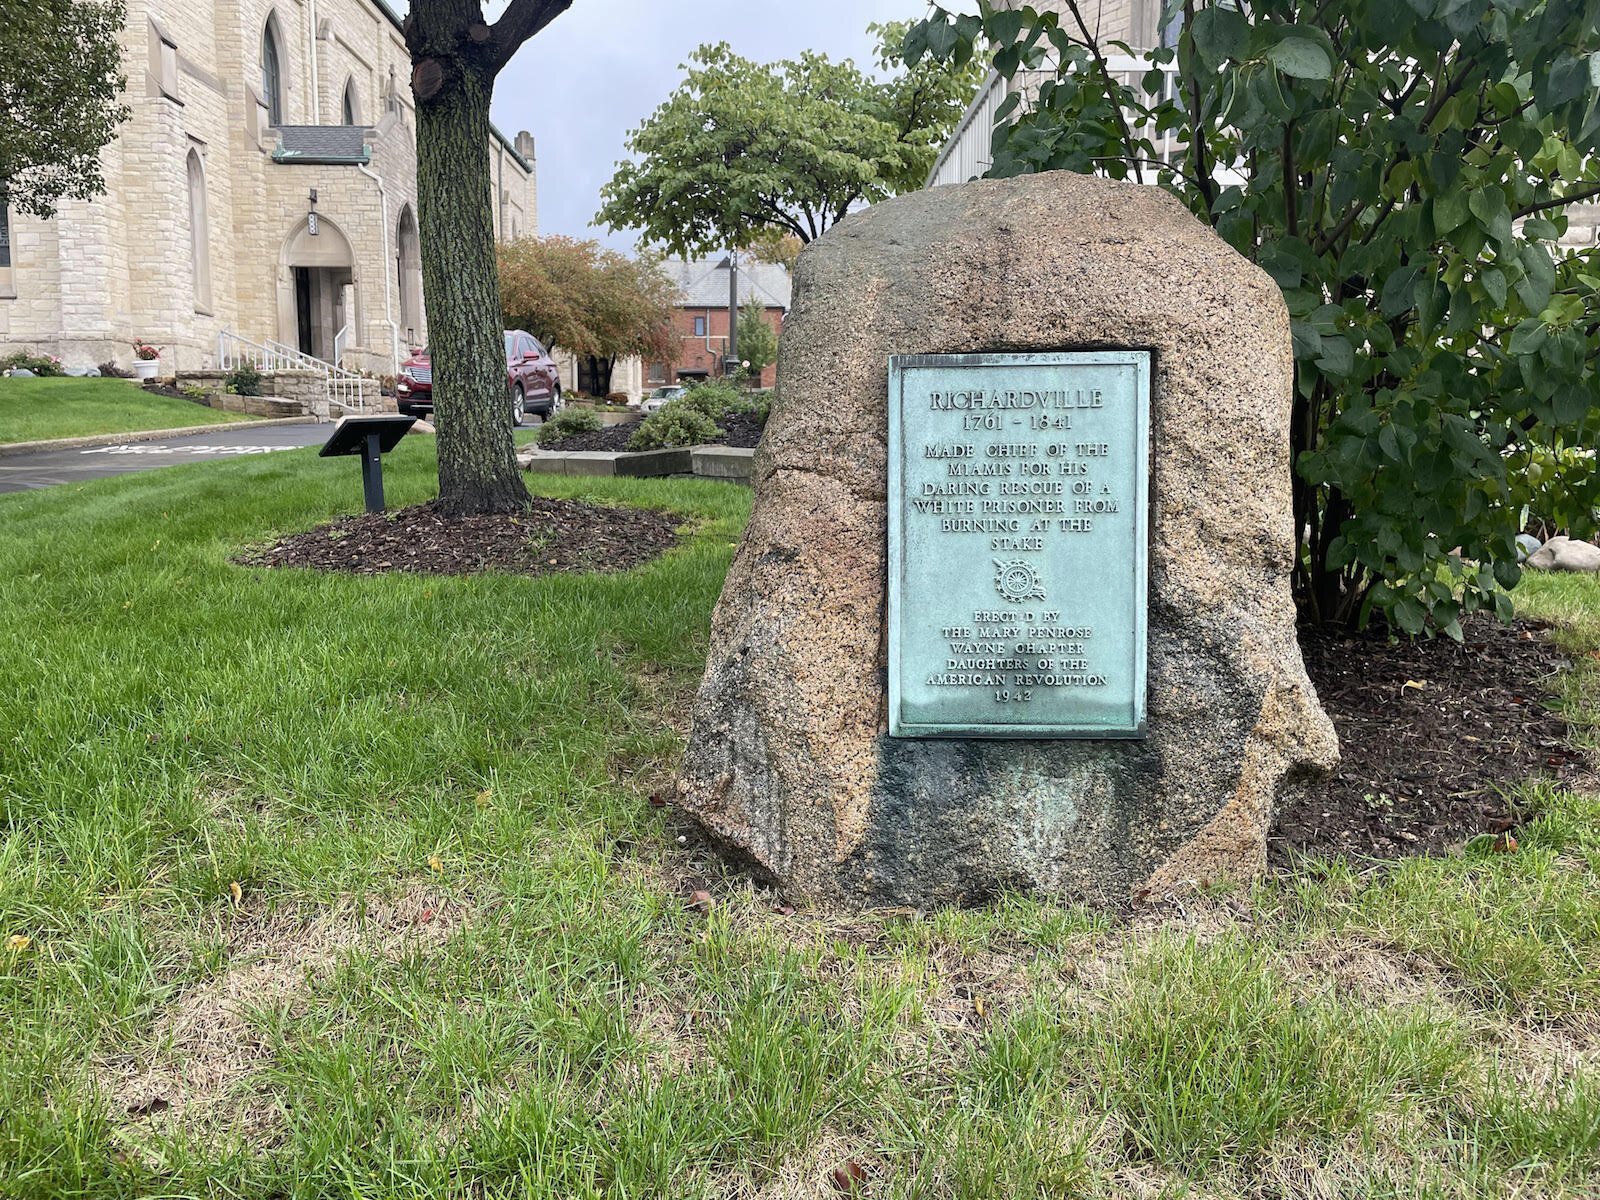 RICHARDVILLE
1761 - 1841
MADE CHIEF OF THE
MIAMIS FOR HIS
DARING RESCUE OF A
WHITE PRISONER FROM
BURNING AT THE
STAKE
ERECTED BY
THE MARY PENROSE
WAYNE CHAPTER
DAUGHTERS OF THE
AMERICAN REVOLUTION
1942